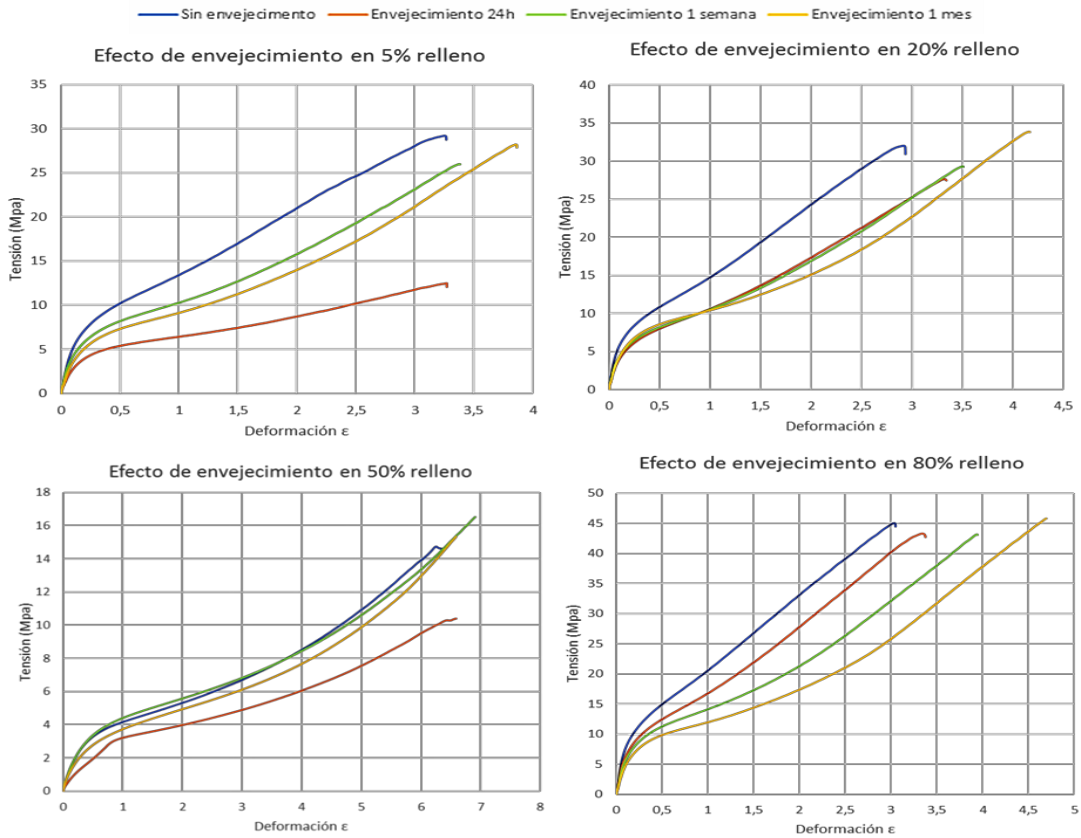 Sin envejecimento
Envejecimiento 24h
Envejecimiento 1 semana
Envejecimiento 1 mes
Efecto de envejecimiento en 5% relleno
Tensión (Mpa)
35
30
25
20
15
10
5
0
0 0,5 1 1,5 2 2,5 3 3,5 4
Deformación ε
Efecto de envejecimiento en 20% relleno
Tensión (Mpa)
40
35
30
25
20
15
10
5
0
0 0,5 1 1,5 2 2,5 3 3,5 4 4,5
Deformación ε
Efecto de envejecimiento en 50% relleno
Tensión (Mpa)
18
16
14
12
10
8
6
4
2
0
0 1 2 3 4 5 6 7 8
Deformación ε
Efecto de envejecimiento en 80% relleno
Tensión (Mpa)
50
45
40
35
30
25
20
15
10
5
0
0 0,5 1 1,5 2 2,5 3 3,5 4 4,5 5
Deformación ε